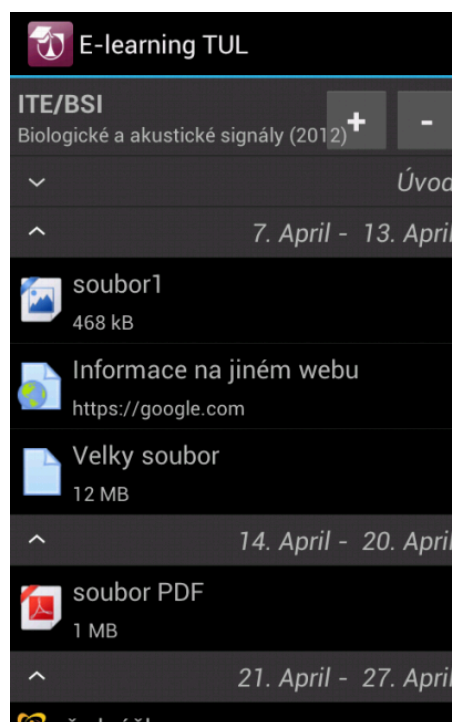 E-learning TUL
ITE/BSI
Biologické a akustické signály (2012)
+ -
Úvod
7. April - 13. April
soubor1
468 kB
Informace na jiném webu
https://google.com
Velky soubor
12 MB
14. April - 20. April
soubor PDF
1 MB
21. April - 27. April